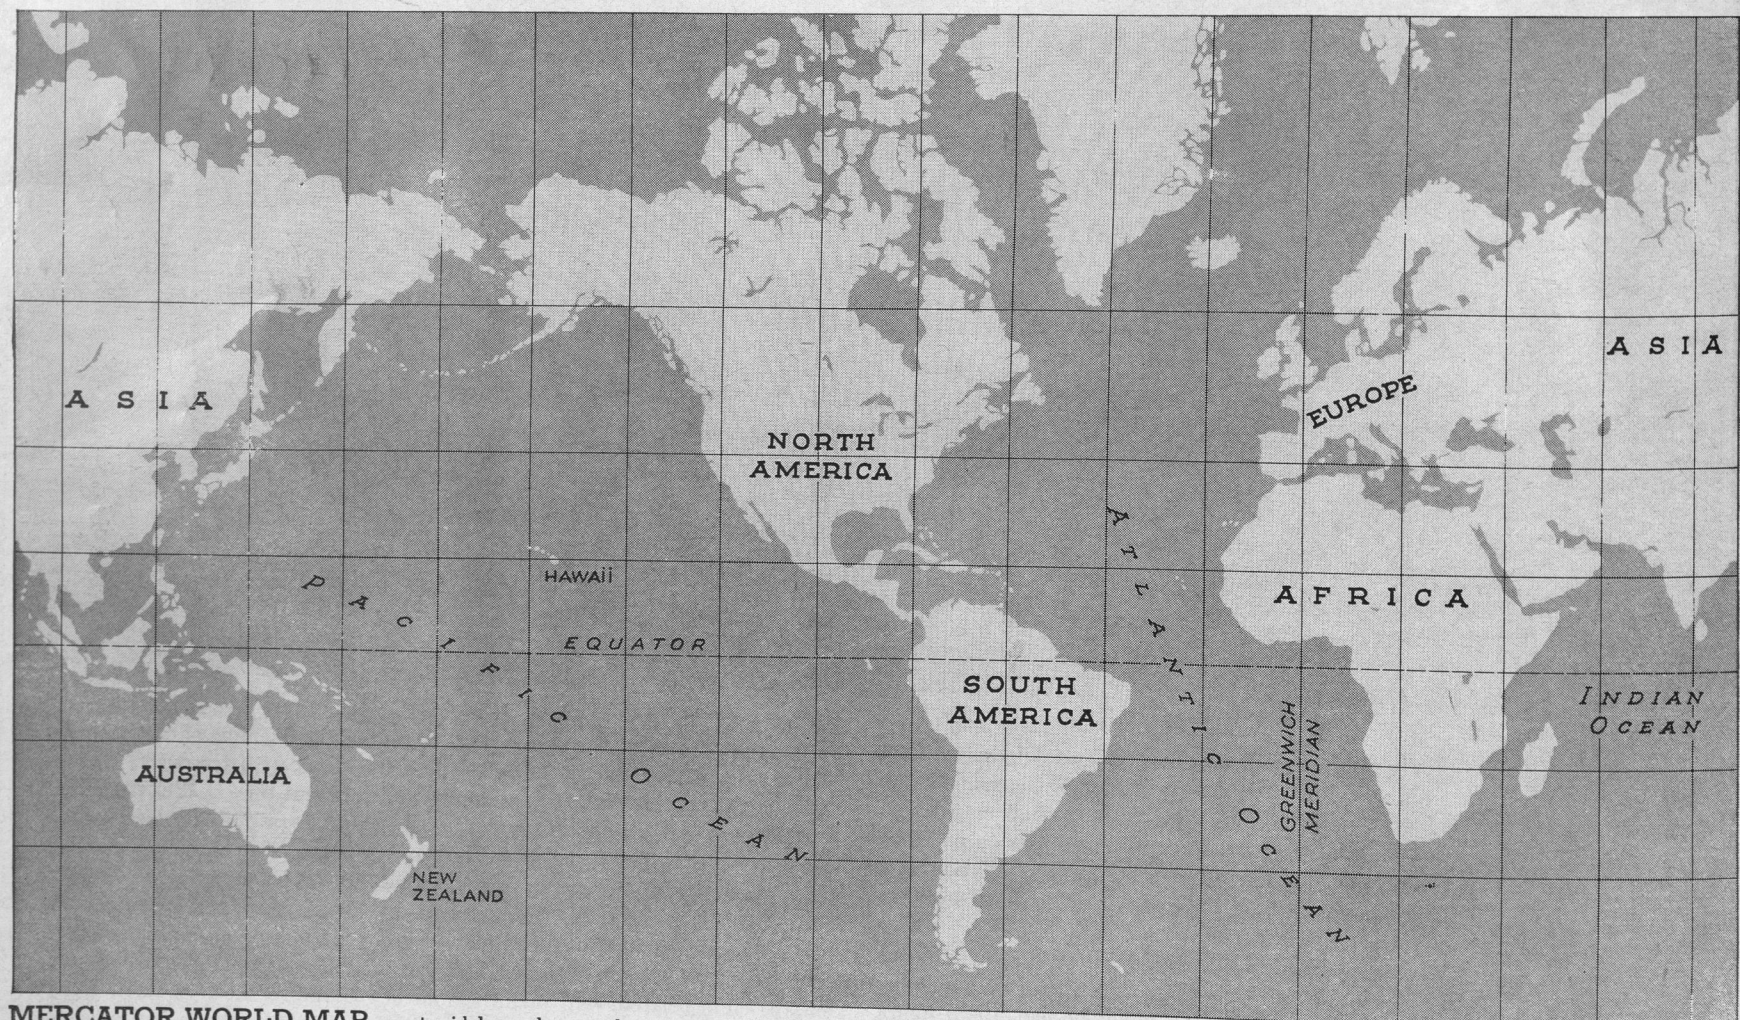 ASIA
ASIA
EUROPE
NORTH
AMERICA
HAWAII
PACIFIC OCEAN
ATLANTIC OCEAN
AFRICA
EQUATOR
SOUTH
AMERICA
INDIAN
OCEAN
GREENWICH
MERIDIAN
AUSTRALIA
NEW
ZEALAND
MERCATOR WORLD MAP